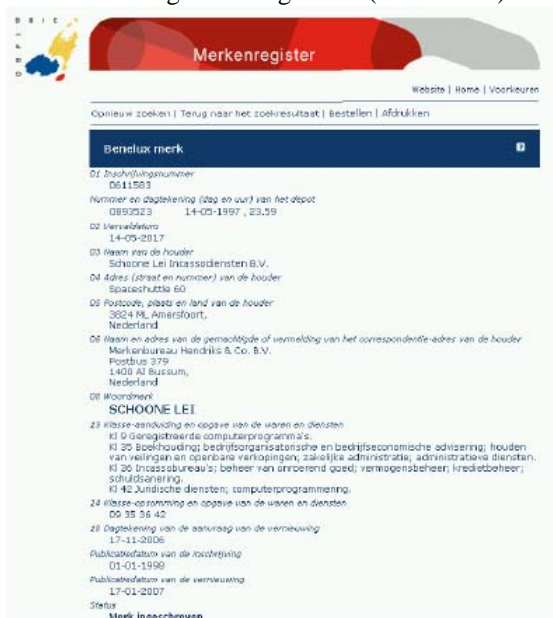 BBIE
OBPI
Merkenregister
Website | Home | Voorkeuren
Opnieuw zoeken | Terug naar het zoekresultaat | Bestellen | Afdrukken
Benelux merk
01 Inschrijvingsnummer
0611583
Nummer en dagtekening (dag en uur) van het depot
0893523 14-05-1997 , 23.59
02 Vervaldatum
14-05-2017
03 Naam van de houder
Schoone Lei Incassodiensten B.V.
04 Adres (straat en nummer) van de houder
Spaceshuttle 60
05 Postcode, plaats en land van de houder
3824 ML Amersfoort,
Nederland
06 Naam en adres van de gemachtigde of vermelding van het correspondentie-adres van de houder
Merkenbureau Hendriks & Co. B.V.
Postbus 379
1400 AJ Bussum,
Nederland
08 Woordmerk
SCHOONE LEI
23 Klasse-aanduiding en opgave van de waren en diensten
Kl 9 Geregistreerde computerprogramma's.
Kl 35 Boekhouding; bedrijfsorganisatorische en bedrijfseconomische advisering; houden
van veilingen en openbare verkopingen; zakelijke administratie; administratieve diensten.
Kl 36 Incassobureau's; beheer van onroerend goed; vermogensbeheer; kredietbeheer;
schuldsanering.
Kl 42 Juridische diensten; computerprogrammering.
24 Klasse-opsomming en opgave van de waren en diensten
09 35 36 42
28 Dagtekening van de aanvraag van de vernieuwing
17-11-2006
Publicatiedatum van de inschrijving
01-01-1998
Publicatiedatum van de vernieuwing
17-01-2007
Status
Merk ingeschreven